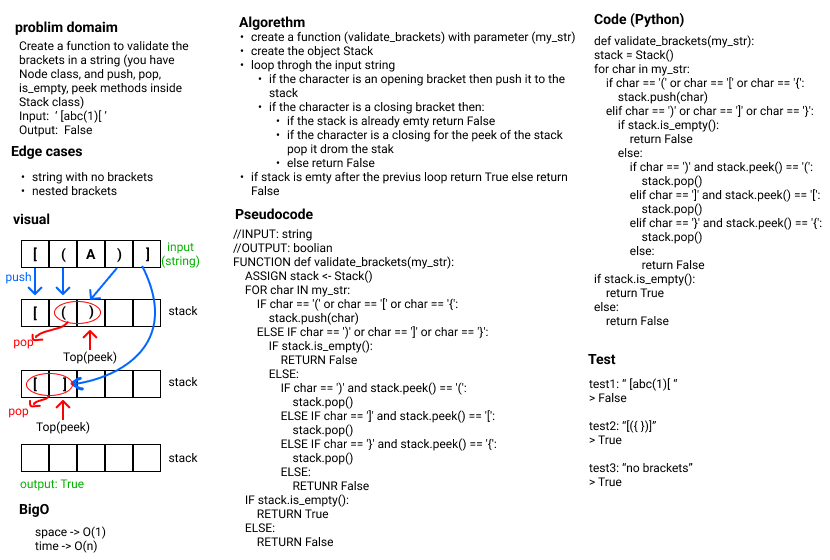 problim domaim
Create a function to validate the
brackets in a string (you have
Node class, and push, pop,
is_empty, peek methods inside
Stack class)
Input: ‘ [abc(1)[ ‘
Output: False
Edge cases
• string with no brackets
• nested brackets
visual
[ ( A ) ]
input
(string)
push
[ ( )
stack
pop
Top(peek)
[ ]
stack
pop
Top(peek)
stack
output: True
BigO
space -> O(1)
time -> O(n)
Algorethm
• create a function (validate_brackets) with parameter (my_str)
• create the object Stack
• loop throgh the input string
• if the character is an opening bracket then push it to the
stack
• if the character is a closing bracket then:
• if the stack is already emty return False
• if the character is a closing for the peek of the stack
pop it drom the stak
• else return False
• if stack is emty after the previus loop return True else return
False
Pseudocode
//INPUT: string
//OUTPUT: boolian
FUNCTION def validate_brackets(my_str):
ASSIGN stack <- Stack()
FOR char IN my_str:
IF char == '(' or char == '[' or char == '{':
stack.push(char)
ELSE IF char == ')' or char == ']' or char == '}':
IF stack.is_empty():
RETURN False
ELSE:
IF char == ')' and stack.peek() == '(':
stack.pop()
ELSE IF char == ']' and stack.peek() == '[':
stack.pop()
ELSE IF char == '}' and stack.peek() == '{':
stack.pop()
ELSE:
RETUNR False
IF stack.is_empty():
RETURN True
ELSE:
RETURN False
Code (Python)
def validate_brackets(my_str):
stack = Stack()
for char in my_str:
if char == '(' or char == '[' or char == '{':
stack.push(char)
elif char == ')' or char == ']' or char == '}':
if stack.is_empty():
return False
else:
if char == ')' and stack.peek() == '(':
stack.pop()
elif char == ']' and stack.peek() == '[':
stack.pop()
elif char == '}' and stack.peek() == '{':
stack.pop()
else:
return False
if stack.is_empty():
return True
else:
return False
Test
test1: “ [abc(1)[ “
> False
test2: “[({ })]”
> True
test3: “no brackets”
> True